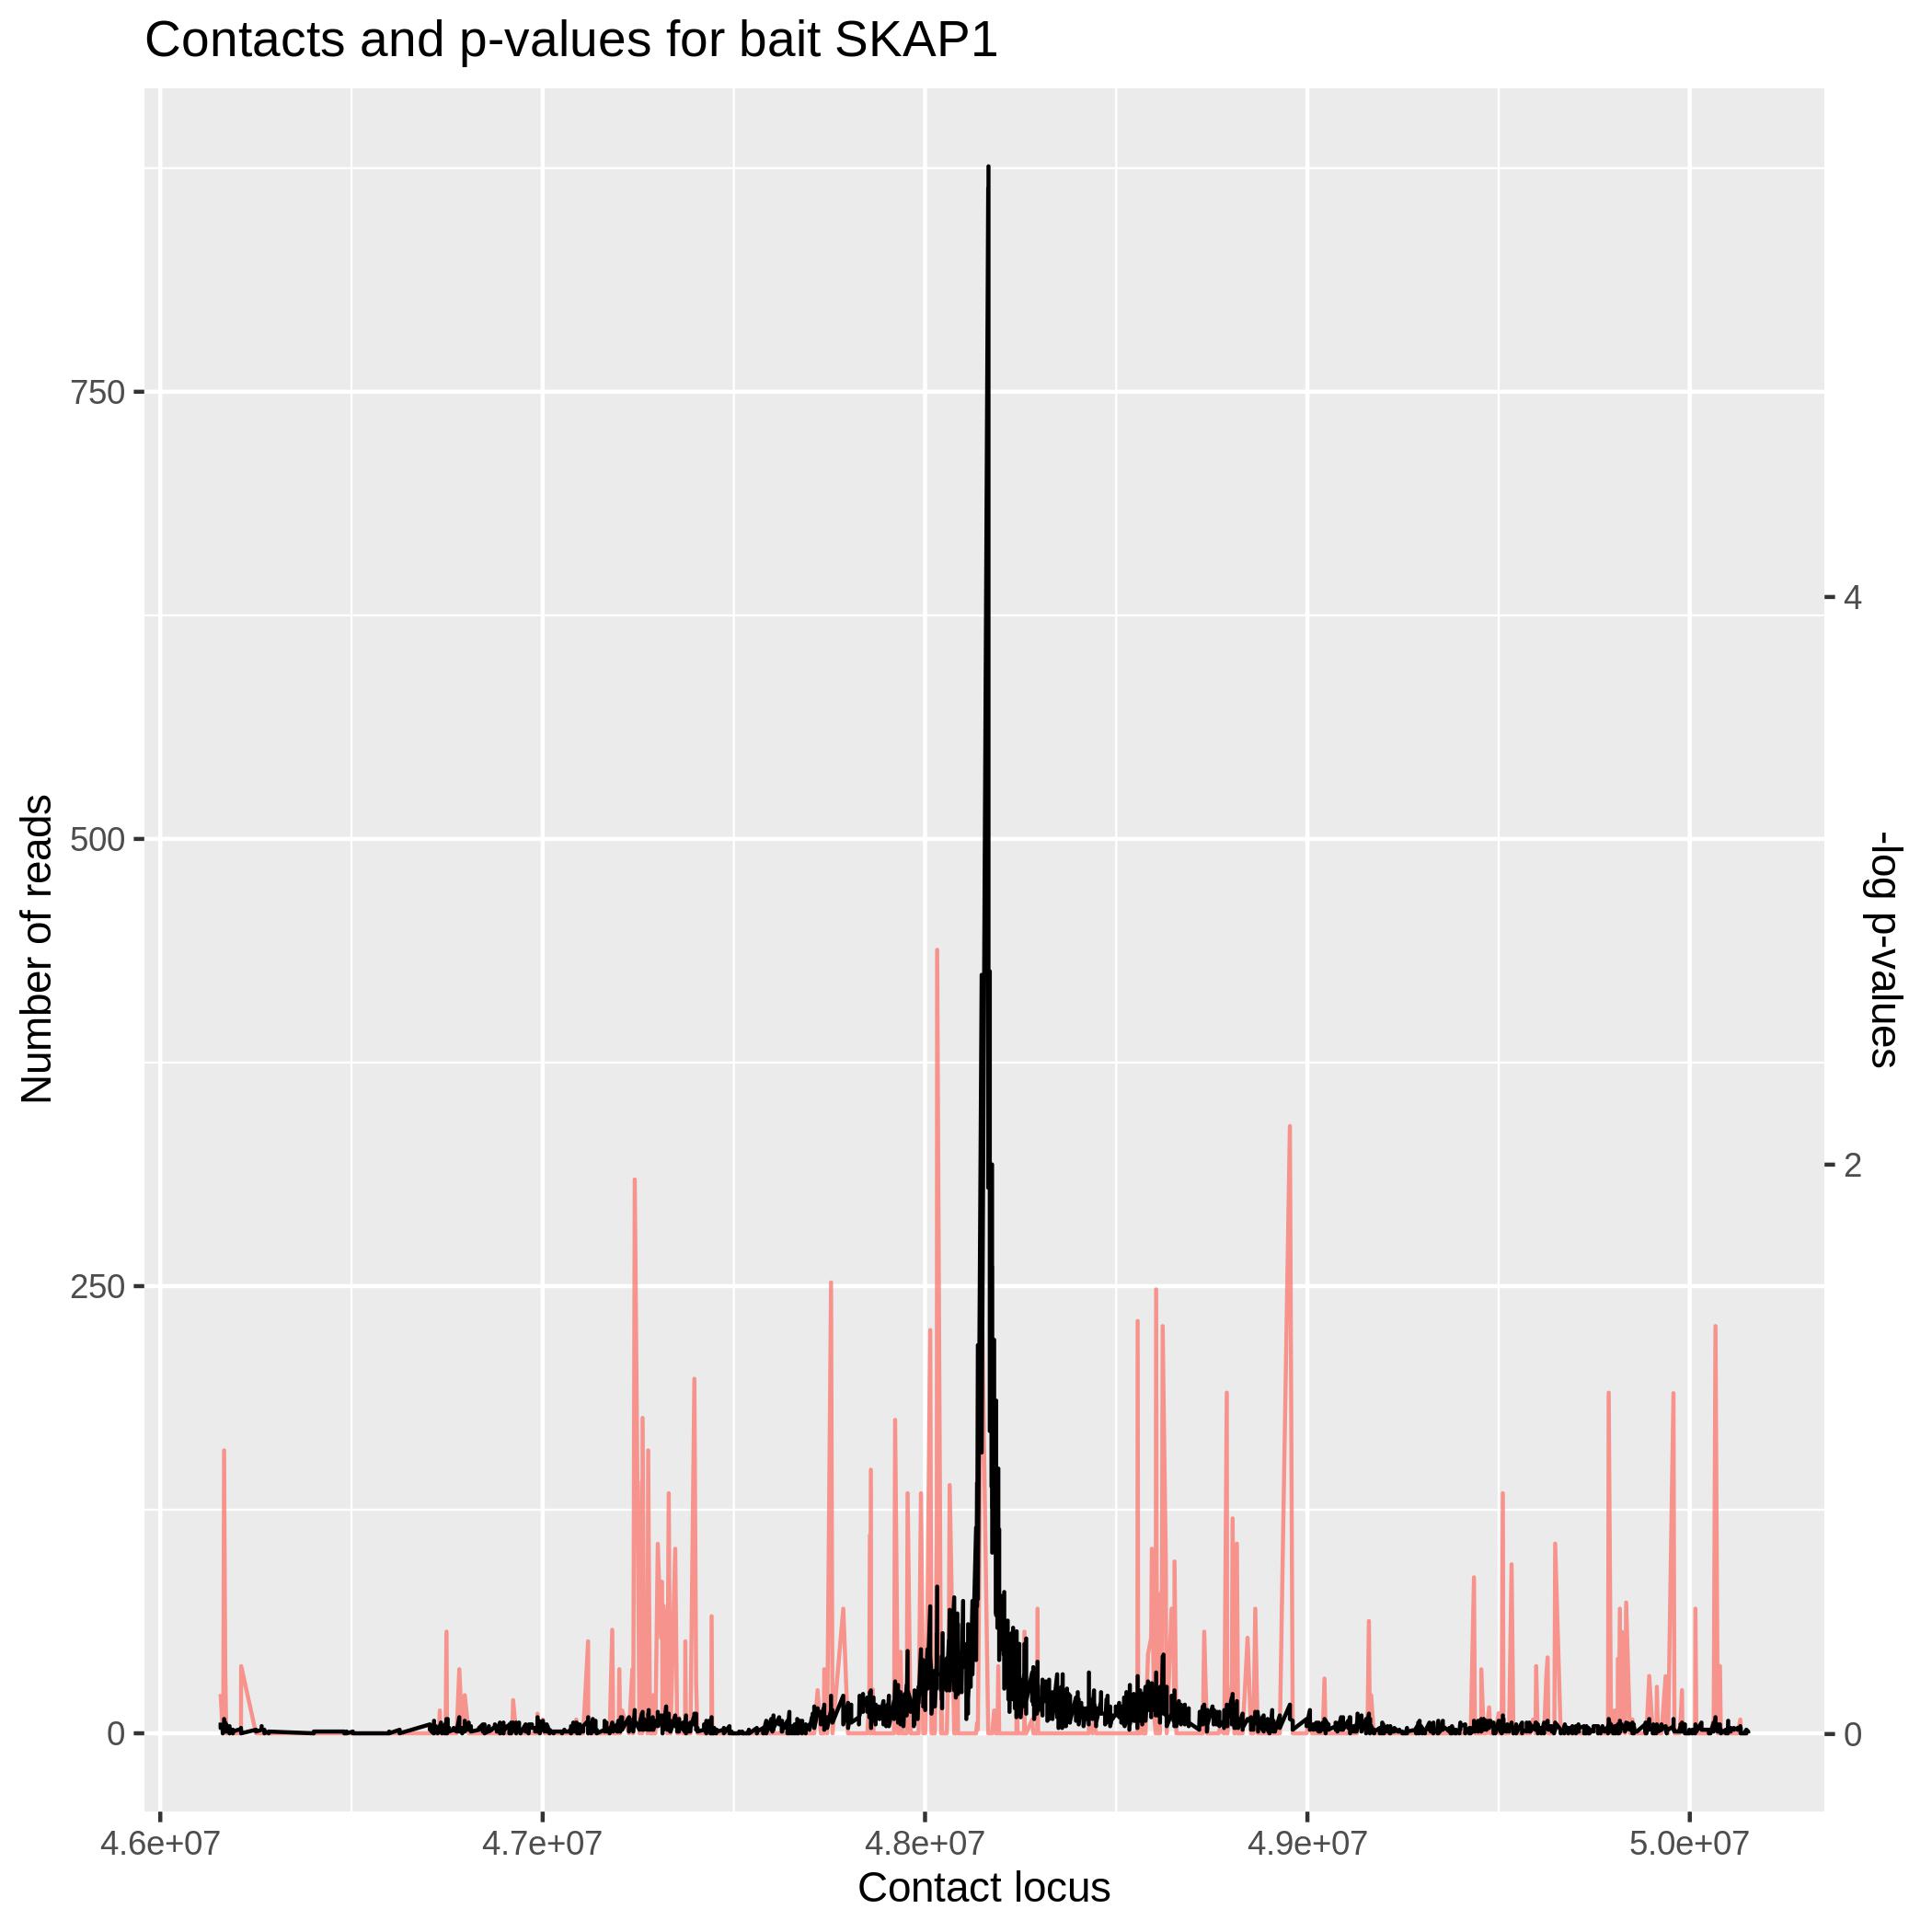 Contacts and p-values for bait SKAP1
750
500
250
0
4
2
0
Number of reads
-log p-values
4.6e+07 4.7e+07 4.8e+07 4.9e+07 5.0e+07
Contact locus